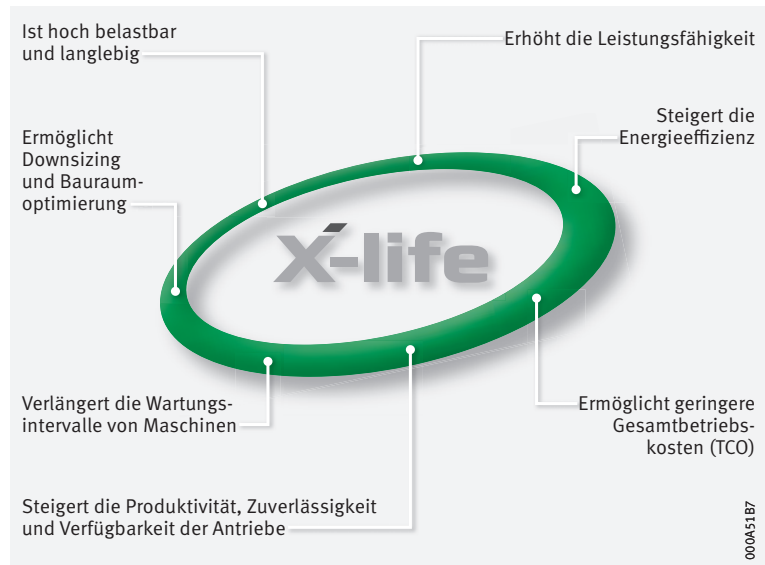 Ist hoch belastbar
und langlebig
Erhöht die Leistungsfähigkeit
Steigert die
Energieeffizienz
Ermöglicht
Downsizing
und Bauraum-
optimierung
X-life
Verlängert die Wartungs-
intervalle von Maschinen
Ermöglicht geringere
Gesamtbetriebs-
kosten (TCO)
Steigert die Produktivität, Zuverlässigkeit
und Verfügbarkeit der Antriebe
000A51B7